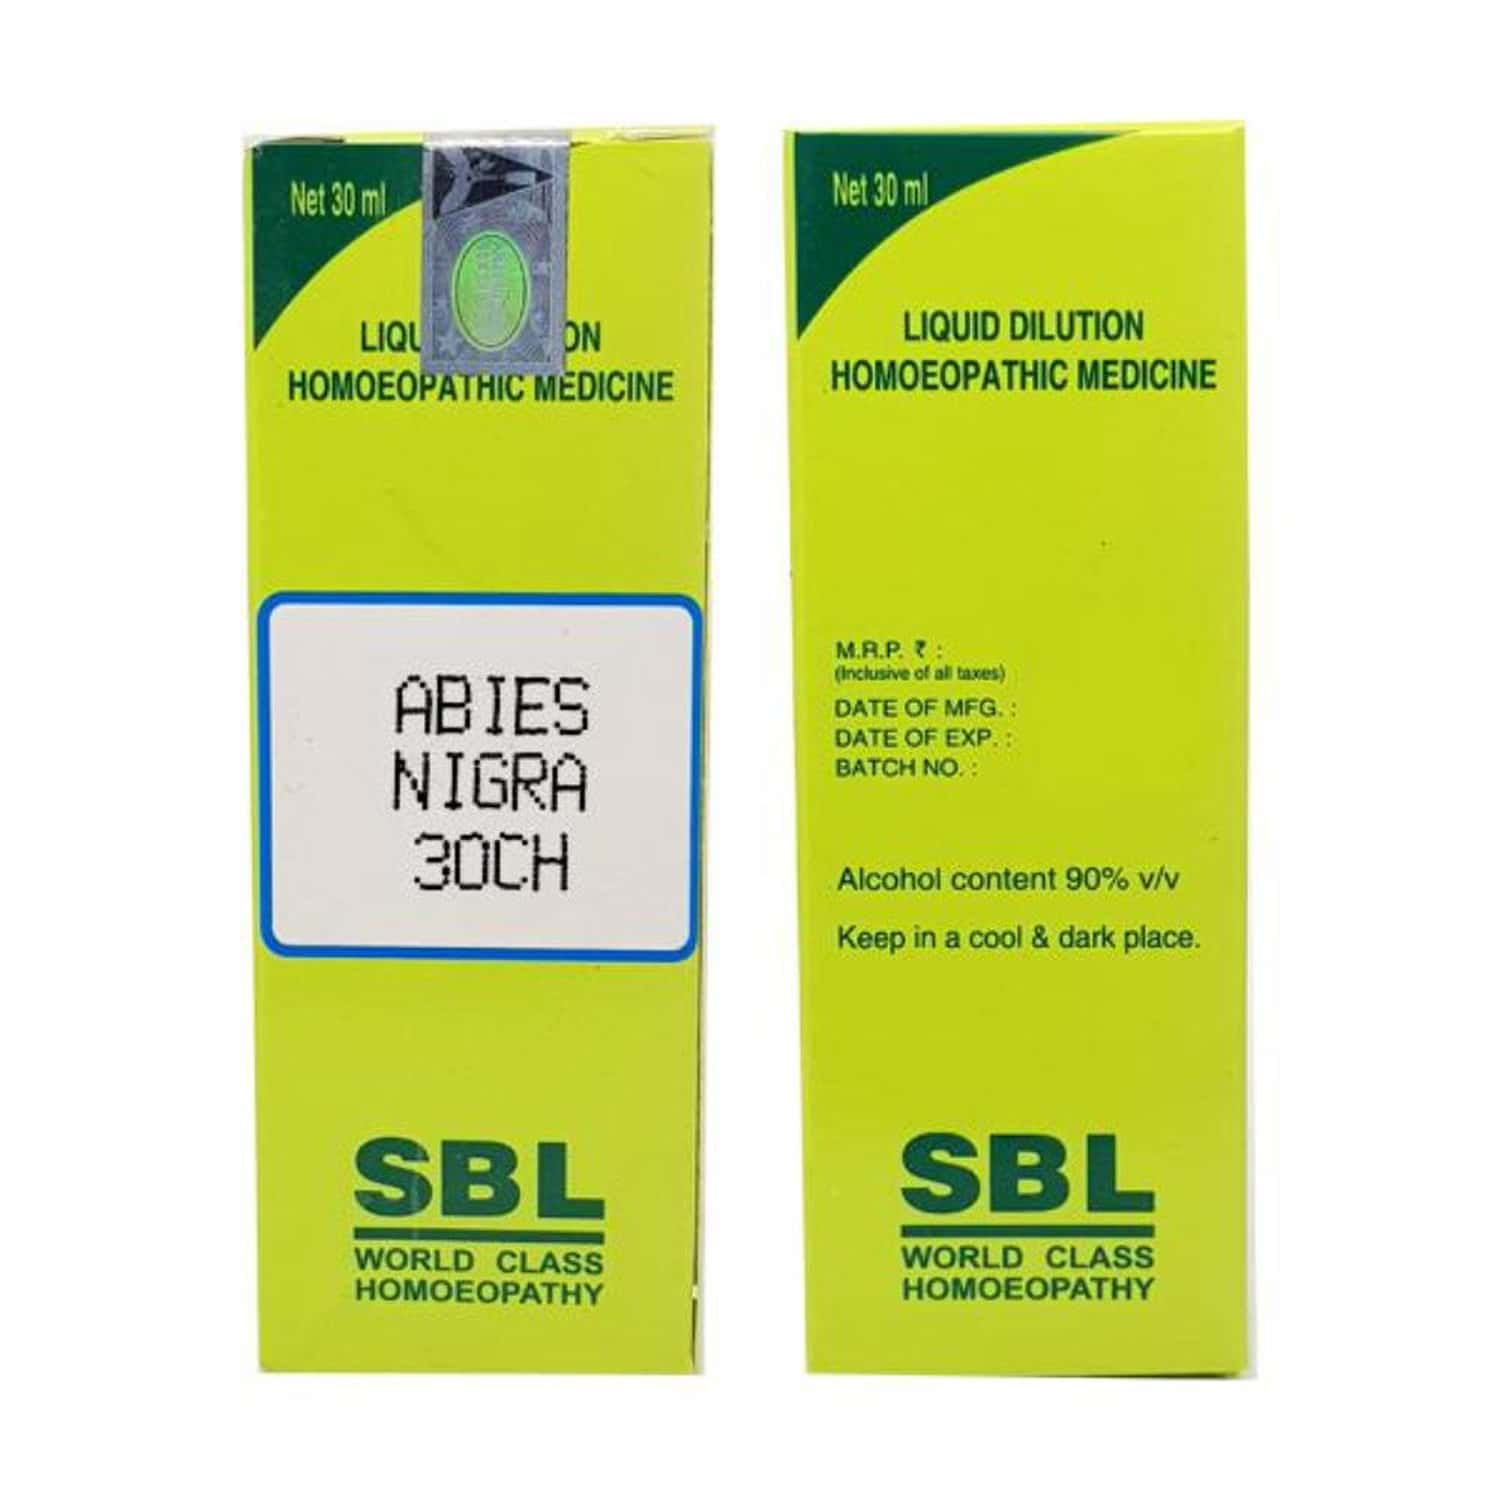 Net 30 ml
LIQU ON
HOMOEOPATHIC MEDICINE
ABIES
NIGRA
30CH
SBL
WORLD CLASS
HOMOEOPATHY
Net 30 ml
LIQUID DILUTION
HOMOEOPATHIC MEDICINE
M.R.P. ₹ :
(Inclusive of all taxes)
DATE OF MFG. :
DATE OF EXP. :
BATCH NO. :
Alcohol content 90% v/v
Keep in a cool & dark place.
SBL
WORLD CLASS
HOMOEOPATHY